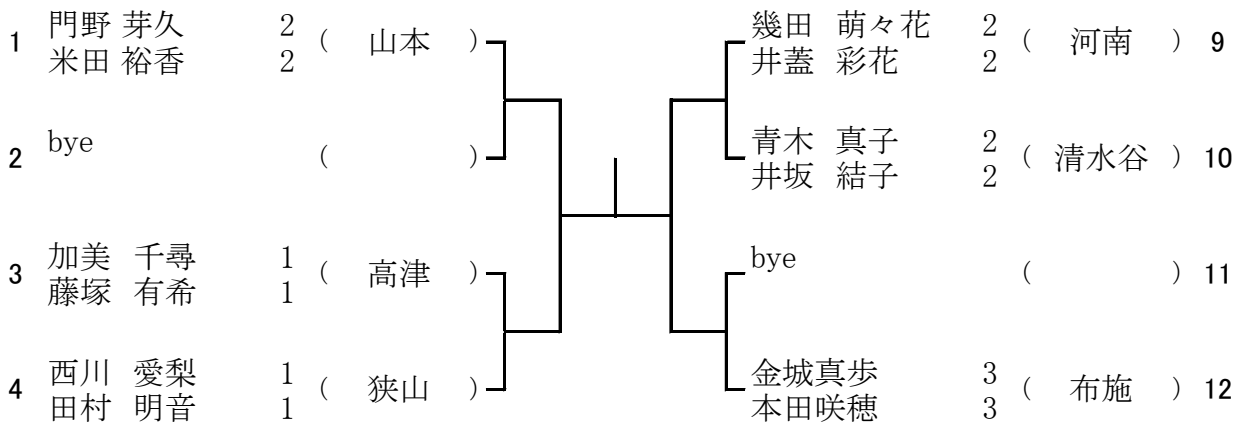 1 門野 芽久 2 ( 山本 )
米田 裕香 2
2 bye ( )
3 加美 千尋 1 ( 高津 )
藤塚 有希 1
4 西川 愛梨 1 ( 狭山 )
田村 明音 1
幾田 萌々花 2 ( 河南 ) 9
井蓋 彩花 2
青木 真子 2 ( 清水谷 ) 10
井坂 結子 2
bye ( ) 11
金城真歩 3 ( 布施 ) 12
本田咲穂 3